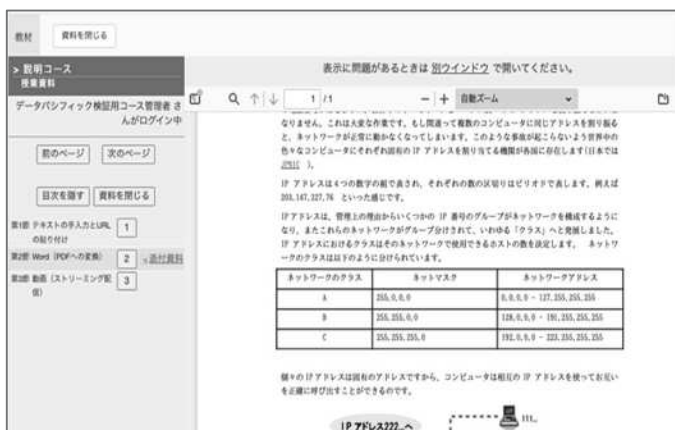 教材
資料を閉じる
> 説明コース
授業資料
データパシフィック検証用コース管理者 さ
んがログイン中
前のページ
次のページ
目次を隠す
資料を閉じる
第1節 テキストの手入力とURL
の貼り付け
1
第2節 Word（PDFへの変換）
2
添付資料
第3節 動画（ストリーミング配
信）
3
表示に問題があるときは 別ウインドウ で開いてください。
1 /1
自動ズーム
なりません。これは大変な作業です。もし間違って複数のコンピュータに同じアドレスを割り振る
と、ネットワークが正常に動かなくなってしまいます。このような事故が起こらないよう世界中の
色々なコンピュータにそれぞれ固有の IP アドレスを割り当てる機関が各国に存在します(日本では
JPNIC )。
IP アドレスは４つの数字の組で表され、それぞれの数の区切りはピリオドで表します。例えば
203.167.227.76 といった感じです。
IPアドレスは、管理上の理由からいくつかの IP 番号のグループがネットワークを構成するように
なり、またこれらのネットワークがグループ分けされて、いわゆる「クラス」へと発展しました。
IP アドレスにおけるクラスはそのネットワークで使用できるホストの数を決定します。 ネットワ
ークのクラスは以下のように分けられています。
ネットワークのクラス ネットマスク ネットワークアドレス
A 255.0.0.0 0.0.0.0 - 127.255.255.255
B 255.255.0.0 128.0.0.0 - 191.255.255.255
C 255.255.255.0 192.0.0.0 - 223.255.255.255
個々の IP アドレスは固有のアドレスですから、コンピュータは相互の IP アドレスを使ってお互い
を正確に呼び出すことができるのです。
IP アドレス222…へ
111…